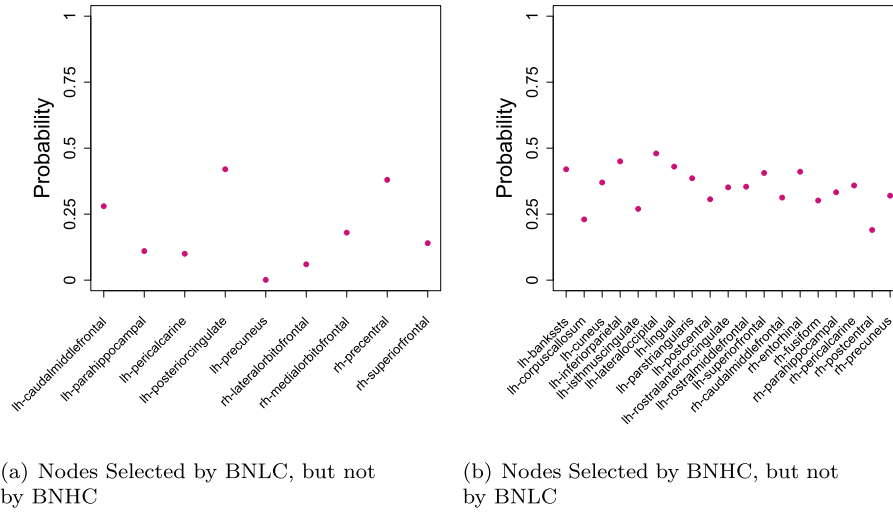 Probability
1
0.75
0.5
0.25
0
lh-caudalmiddlefrontal
lh-parahippocampal
lh-pericalcarine
lh-posteriorcingulate
lh-precuneus
rh-lateralorbitofrontal
rh-medialorbitofrontal
rh-precentral
rh-superiorfrontal
(a) Nodes Selected by BNLC, but not
by BNHC
Probability
1
0.75
0.5
0.25
0
lh-bankssts
lh-corpuscallosum
lh-cuneus
lh-inferiorparietal
lh-isthmuscingulate
lh-lateraloccipital
lh-lingual
lh-parstriangularis
lh-postcentral
lh-rostralanteriorcingulate
lh-rostralmiddlefrontal
lh-superiorfrontal
rh-caudalmiddlefrontal
rh-entorhinal
rh-fusiform
rh-parahippocampal
rh-pericalcarine
rh-postcentral
rh-precuneus
(b) Nodes Selected by BNHC, but not
by BNLC